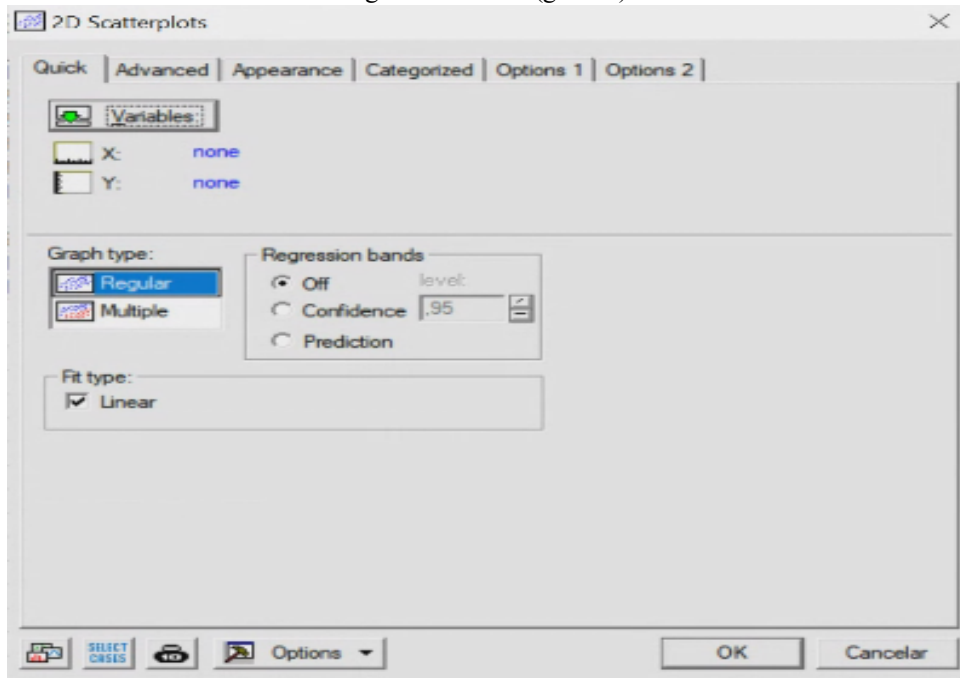 2D Scatterplots
Quick Advanced Appearance Categorized Options 1 Options 2
Variables:
X: none
Y: none
Graph type:
Regular
Multiple
Regression bands
Off level:
Confidence ,95
Prediction
Fit type:
Linear
SELECT CASES Options OK Cancelar